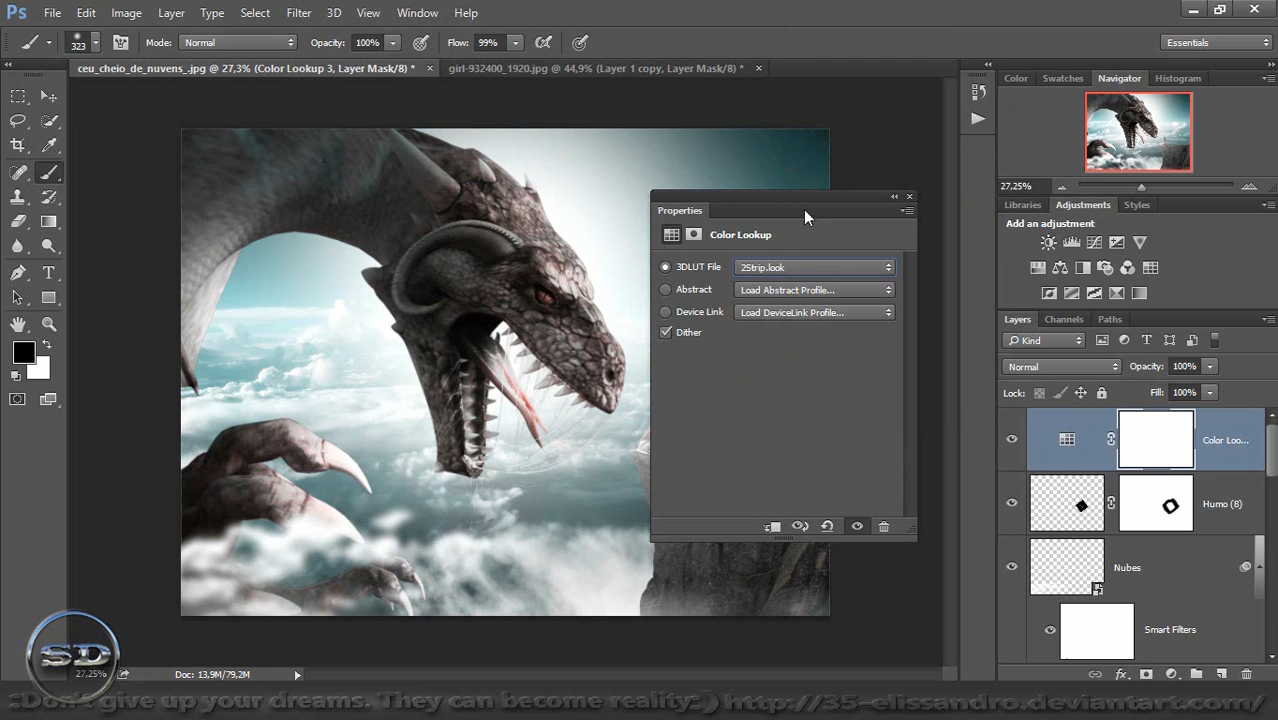 Ps File Edit Image Layer Type Select Filter 3D View Window Help
323 Mode: Normal Opacity: 100% Flow: 99% Essentials
ceu_cheio_de_nuvens_.jpg @ 27,3% (Color Lookup 3, Layer Mask/8) * × girl-932400_1920.jpg @ 44,9% (Layer 1 copy, Layer Mask/8) * ×
Color Swatches Navigator Histogram
27,25%
Libraries Adjustments Styles
Add an adjustment
Properties
Color Lookup
3DLUT File 2Strip.look
Abstract Load Abstract Profile...
Device Link Load DeviceLink Profile...
Dither
Layers Channels Paths
Kind
Normal Opacity: 100%
Lock: Fill: 100%
Color Loo...
Humo (8)
Nubes
Smart Filters
SD
27,25% Doc: 13,9M/79,2M
:Don't give up your dreams. They can become reality:) http://35-elissandro.deviantart.com/